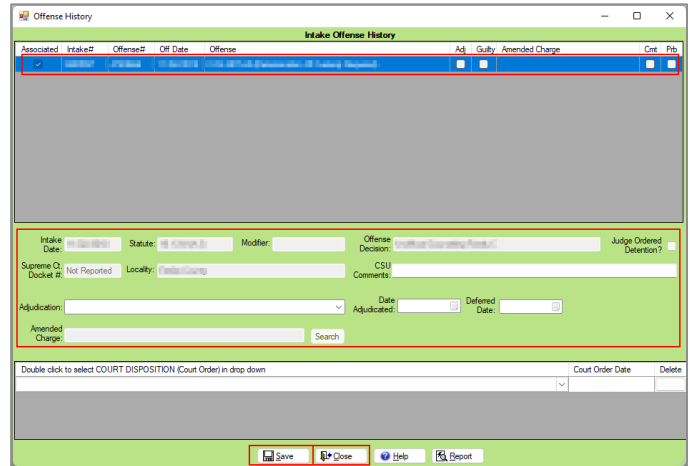 Offense History
Intake Offense History
Associated Intake# Offense# Off Date Offense Adj Guilty Amended Charge Cmt Prb
Intake Date: Statute: Modifier: Offense Decision: Judge Ordered Detention?
Supreme Ct. Docket #: Not Reported Locality: CSU Comments:
Adjudication: Date Adjudicated: Deferred Date:
Amended Charge: Search
Double click to select COURT DISPOSITION (Court Order) in drop down Court Order Date Delete
Save Close Help Report